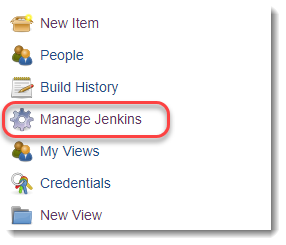 New Item
People
Build History
Manage Jenkins
My Views
Credentials
New View